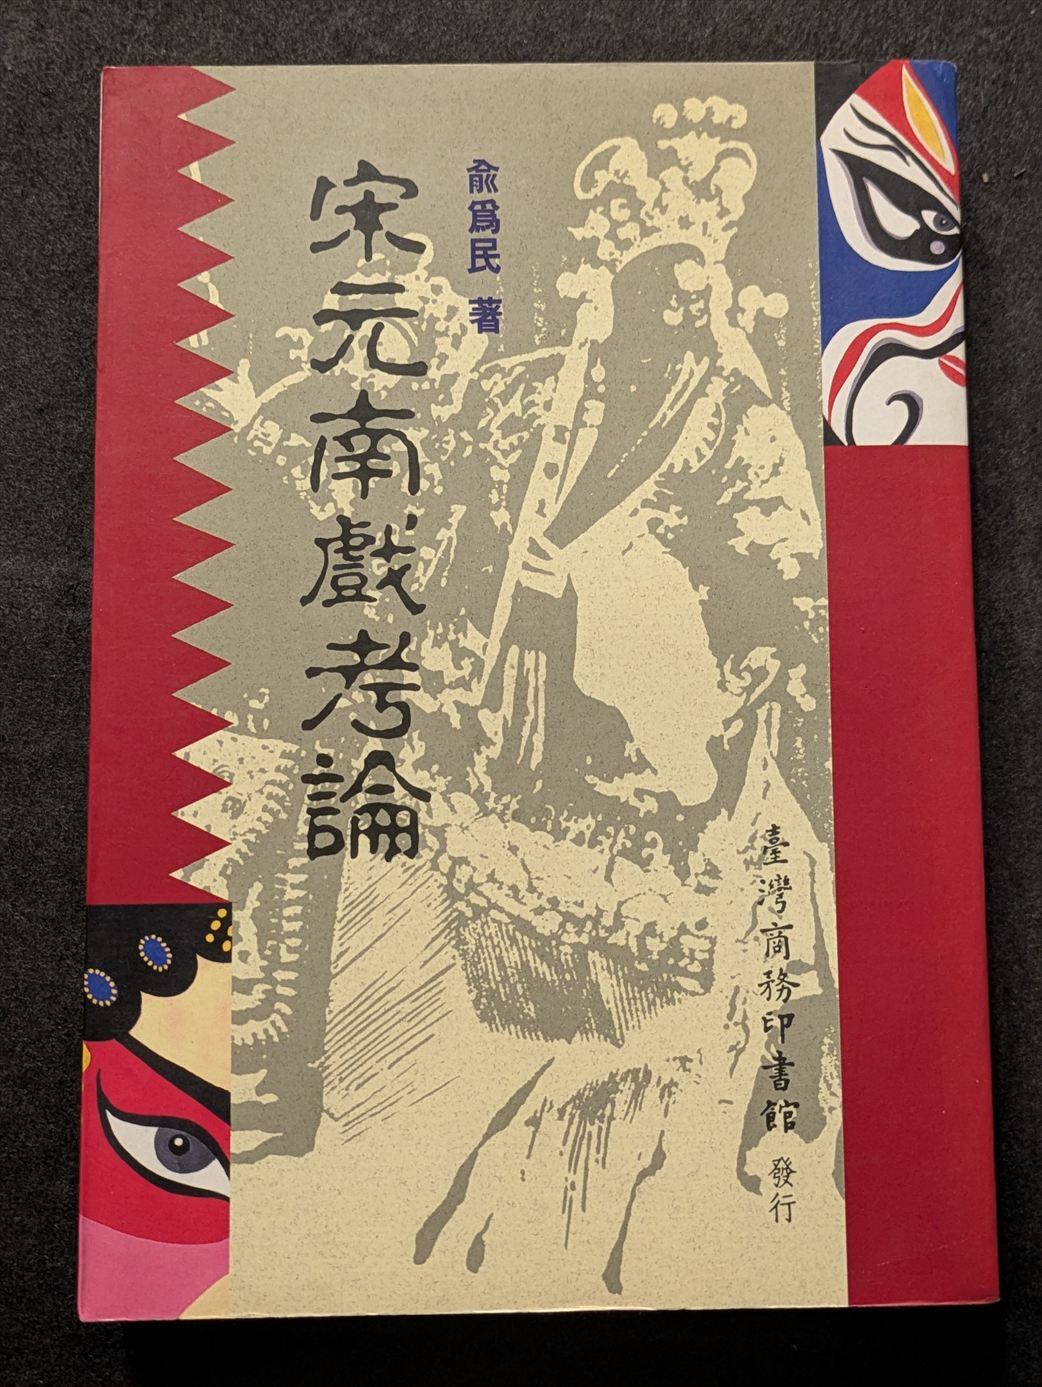 宋元南戲考論
俞爲民 著
臺灣商務印書館 發行